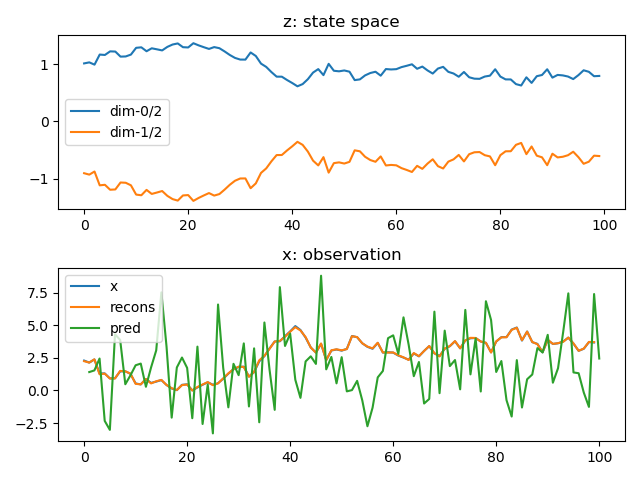 z: state space
1
0
−1
dim-0/2
dim-1/2
0
20
40
60
80
100
x: observation
7.5
5.0
2.5
0.0
−2.5
x
recons
pred
0
20
40
60
80
100